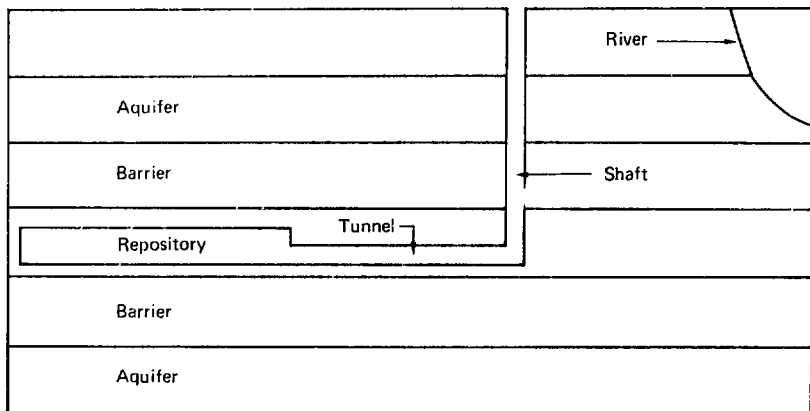 River
Aquifer
Barrier
Shaft
Tunnel
Repository
Barrier
Aquifer